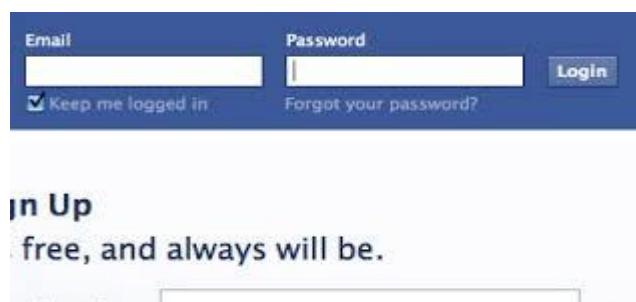 Email Password
Login
Keep me logged in Forgot your password?
gn Up
free, and always will be.